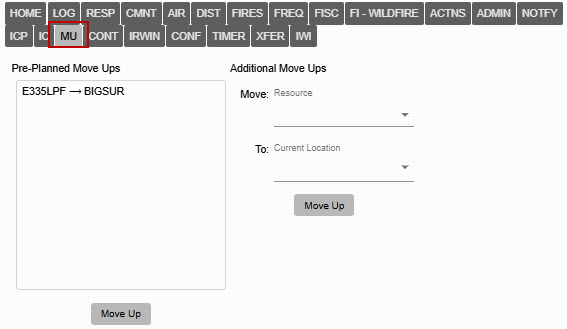 HOME LOG RESP CMNT AIR DIST FIRES FREQ FISC FI - WILDFIRE ACTNS ADMIN NOTFY
ICP IC MU CONT IRWIN CONF TIMER XFER IWI
Pre-Planned Move Ups
E335LPF → BIGSUR
Move Up
Additional Move Ups
Move: Resource
To: Current Location
Move Up